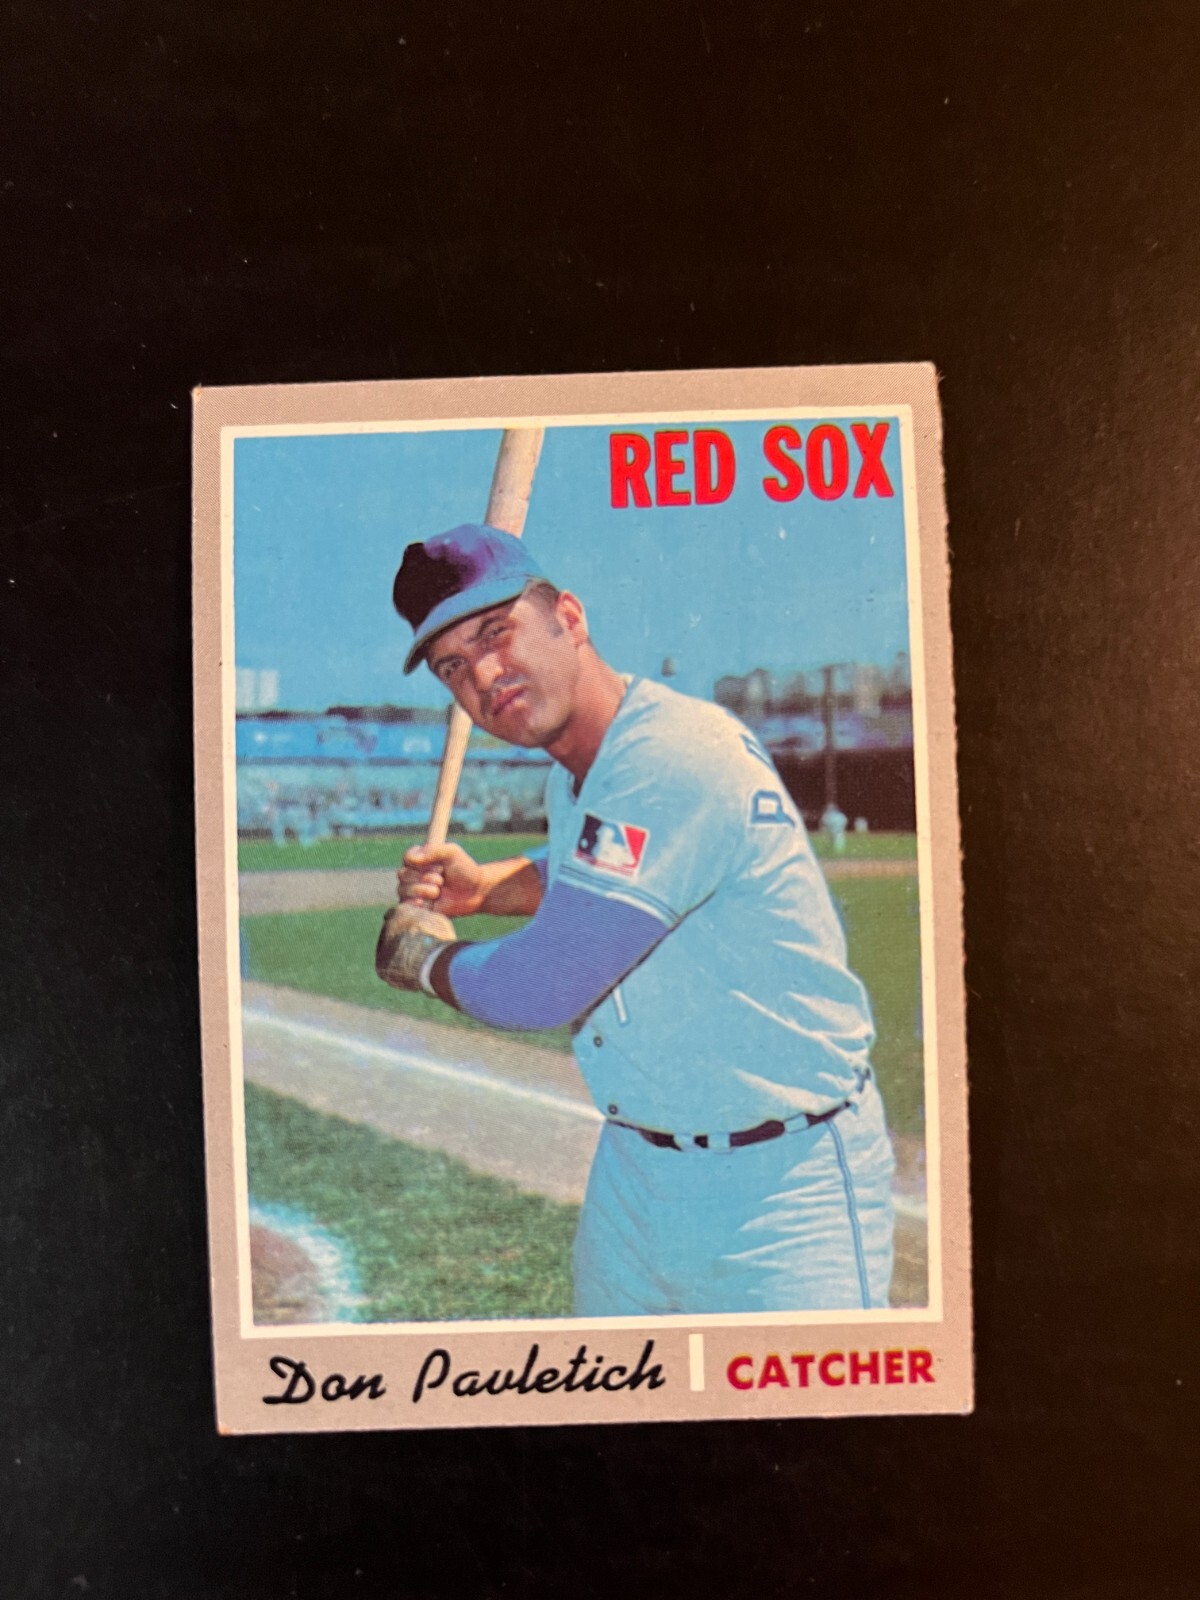 RED SOX
Don Pavletich | CATCHER